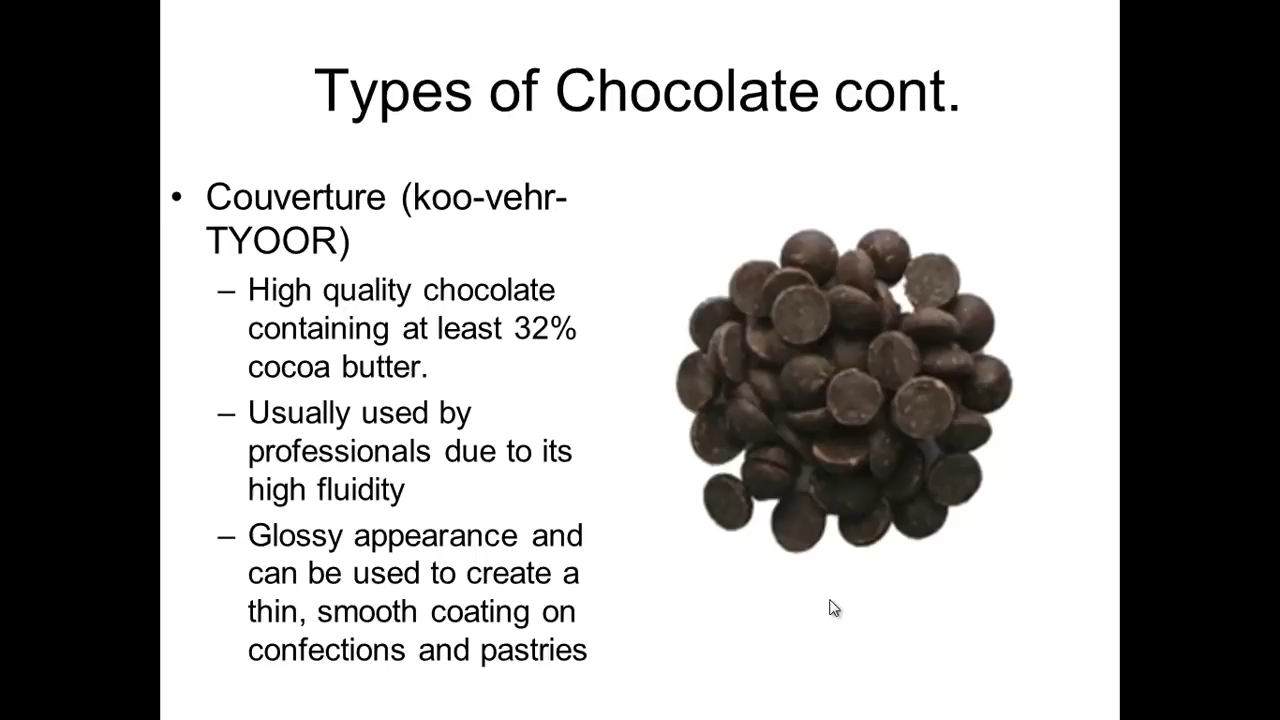 Types of Chocolate cont.
• Couverture (koo-vehr-
TYOOR)
– High quality chocolate
containing at least 32%
cocoa butter.
– Usually used by
professionals due to its
high fluidity
– Glossy appearance and
can be used to create a
thin, smooth coating on
confections and pastries